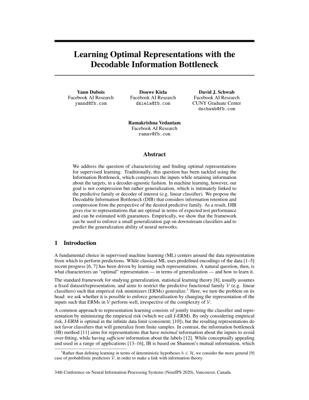 Learning Optimal Representations with the
Decodable Information Bottleneck
Yann Dubois
Facebook AI Research
yannd@fb.com
Douwe Kiela
Facebook AI Research
dkiela@fb.com
David J. Schwab
Facebook AI Research
CUNY Graduate Center
dschwab@fb.com
Ramakrishna Vedantam
Facebook AI Research
ramav@fb.com
Abstract
We address the question of characterizing and finding optimal representations
for supervised learning. Traditionally, this question has been tackled using the
Information Bottleneck, which compresses the inputs while retaining information
about the targets, in a decoder-agnostic fashion. In machine learning, however, our
goal is not compression but rather generalization, which is intimately linked to
the predictive family or decoder of interest (e.g. linear classifier). We propose the
Decodable Information Bottleneck (DIB) that considers information retention and
compression from the perspective of the desired predictive family. As a result, DIB
gives rise to representations that are optimal in terms of expected test performance
and can be estimated with guarantees. Empirically, we show that the framework
can be used to enforce a small generalization gap on downstream classifiers and to
predict the generalization ability of neural networks.
1 Introduction
A fundamental choice in supervised machine learning (ML) centers around the data representation
from which to perform predictions. While classical ML uses predefined encodings of the data [1–5]
recent progress [6, 7] has been driven by learning such representations. A natural question, then, is
what characterizes an "optimal" representation — in terms of generalization — and how to learn it.
The standard framework for studying generalization, statistical learning theory [8], usually assumes
a fixed dataset/representation, and aims to restrict the predictive functional family V (e.g. linear
classifiers) such that empirical risk minimizers (ERMs) generalize.¹ Here, we turn the problem on its
head: we ask whether it is possible to enforce generalization by changing the representation of the
inputs such that ERMs in V perform well, irrespective of the complexity of V.
A common approach to representation learning consists of jointly training the classifier and repre-
sentation by minimizing the empirical risk (which we call J-ERM). By only considering empirical
risk, J-ERM is optimal in the infinite data limit (consistent; [10]), but the resulting representations do
not favor classifiers that will generalize from finite samples. In contrast, the information bottleneck
(IB) method [11] aims for representations that have minimal information about the inputs to avoid
over-fitting, while having sufficient information about the labels [12]. While conceptually appealing
and used in a range of applications [13–16], IB is based on Shannon's mutual information, which
¹Rather than defining learning in terms of deterministic hypotheses h ∈ H, we consider the more general [9]
case of probabilistic predictors V, in order to make a link with information theory.
34th Conference on Neural Information Processing Systems (NeurIPS 2020), Vancouver, Canada.